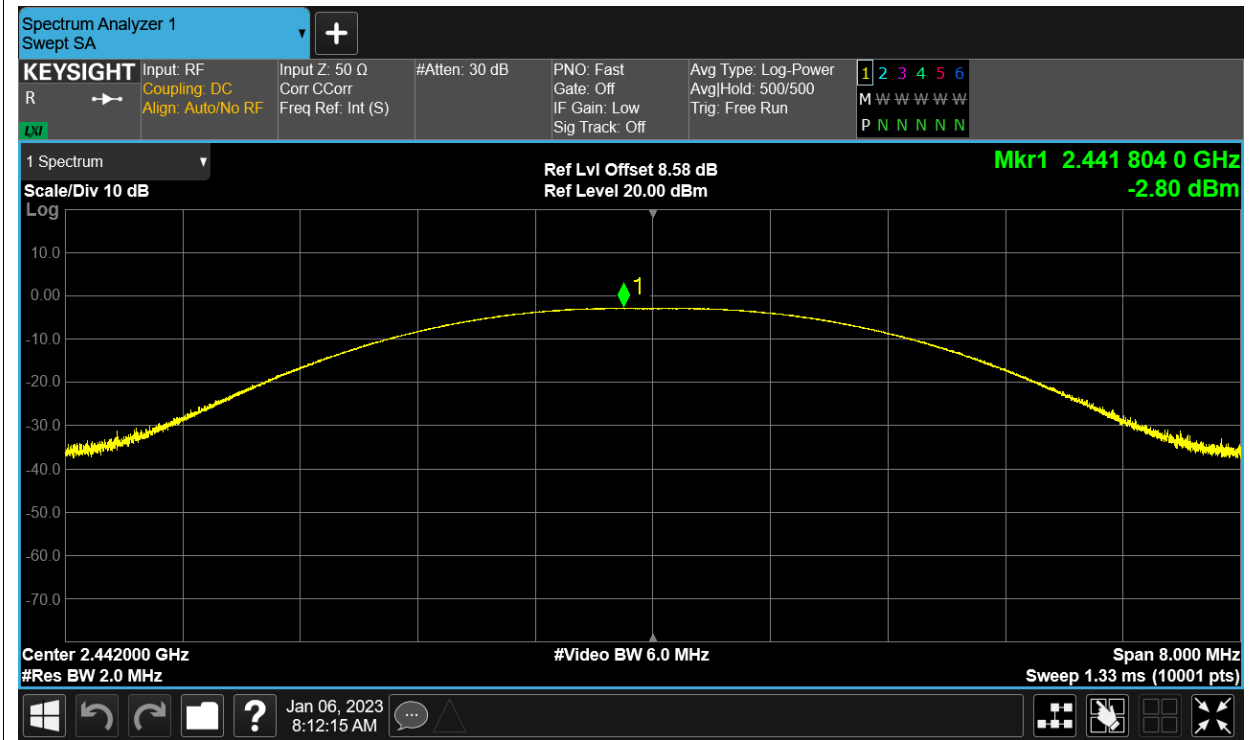 Spectrum Analyzer 1
Swept SA
KEYSIGHT
R
LXI
Input: RF
Coupling: DC
Align: Auto/No RF
Input Z: 50 Ω
Corr CCorr
Freq Ref: Int (S)
#Atten: 30 dB
PNO: Fast
Gate: Off
IF Gain: Low
Sig Track: Off
Avg Type: Log-Power
Avg|Hold: 500/500
Trig: Free Run
1 2 3 4 5 6
M W W W W W W
P N N N N N N
1 Spectrum
Scale/Div 10 dB
Ref Lvl Offset 8.58 dB
Ref Level 20.00 dBm
Mkr1 2.441 804 0 GHz
-2.80 dBm
Log
10.0
0.00
-10.0
-20.0
-30.0
-40.0
-50.0
-60.0
-70.0
1
Center 2.442000 GHz
#Res BW 2.0 MHz
#Video BW 6.0 MHz
Span 8.000 MHz
Sweep 1.33 ms (10001 pts)
?
Jan 06, 2023
8:12:15 AM